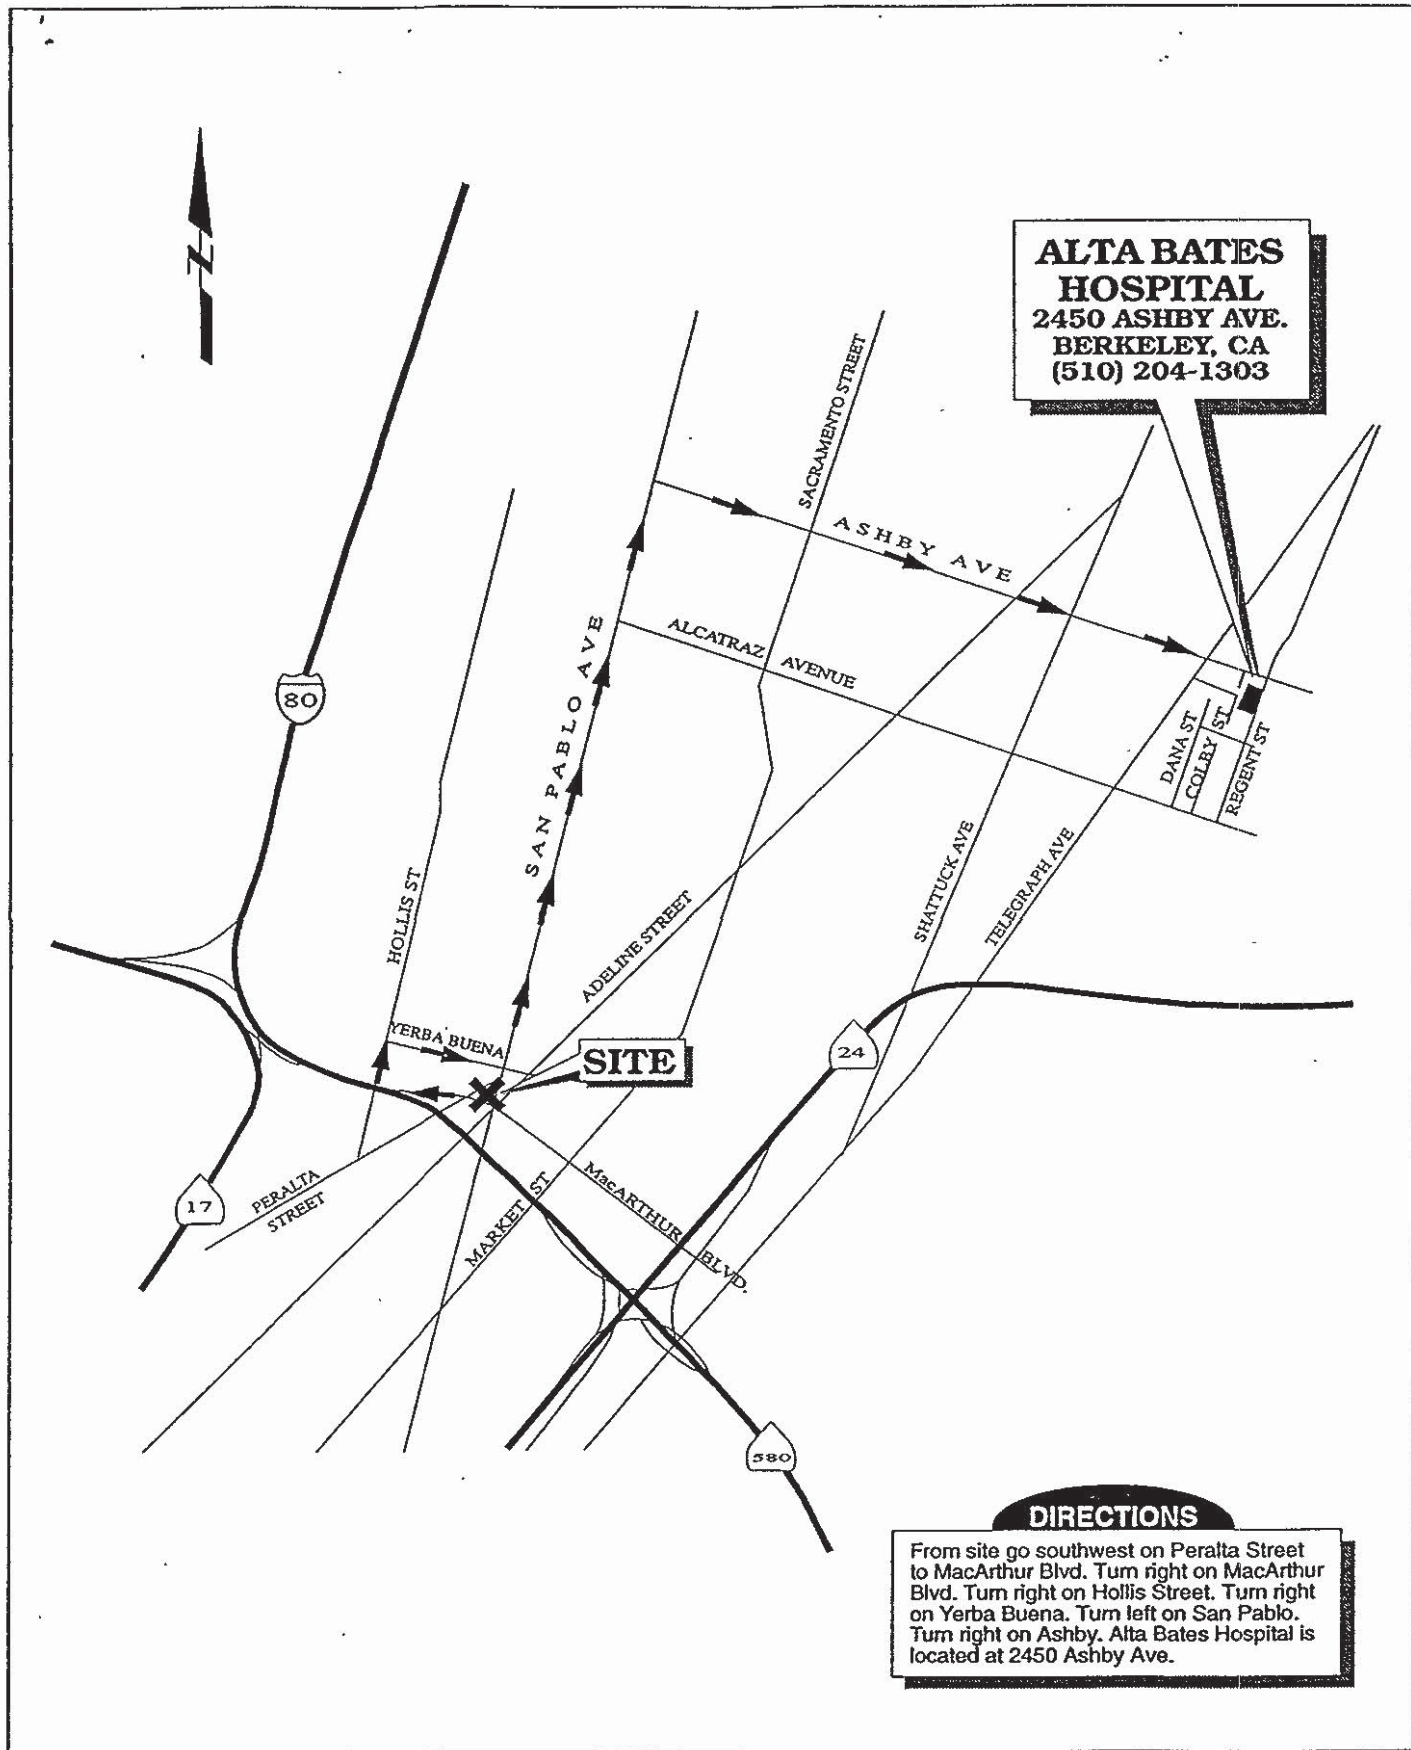 N
ALTA BATES
HOSPITAL
2450 ASHBY AVE.
BERKELEY, CA
(510) 204-1303
SACRAMENTO STREET
ASHBY AVE
ALCATRAZ AVENUE
SAN PABLO AVE
80
DANA ST
COLBY ST
REGENT ST
HOLLIS ST
SHATTUCK AVE
TELEGRAPH AVE
ADELINE STREET
YERBA BUENA
SITE
24
PERALTA
STREET
17
MARKET ST
MacARTHUR BLVD.
580
DIRECTIONS
From site go southwest on Peralta Street
to MacArthur Blvd. Turn right on MacArthur
Blvd. Turn right on Hollis Street. Turn right
on Yerba Buena. Turn left on San Pablo.
Turn right on Ashby. Alta Bates Hospital is
located at 2450 Ashby Ave.